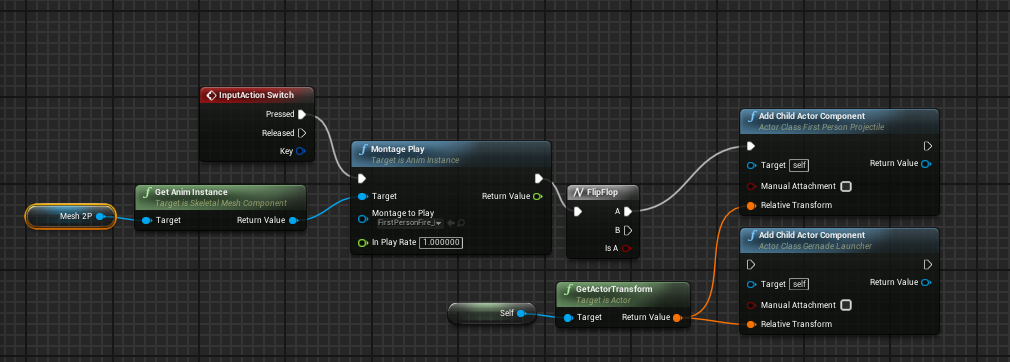 InputAction Switch
Pressed
Released
Key
Mesh 2P
Get Anim Instance
Target is Skeletal Mesh Component
Target
Return Value
Montage Play
Target is Anim Instance
Target
Return Value
Montage to Play
In Play Rate
1.000000
FlipFlop
A
B
Is A
Self
GetActorTransform
Target is Actor
Target
Return Value
Add Child Actor Component
Actor Class First Person Projectile
Target
self
Return Value
Manual Attachment
Relative Transform
Add Child Actor Component
Actor Class Gernade Launcher
Target
self
Return Value
Manual Attachment
Relative Transform